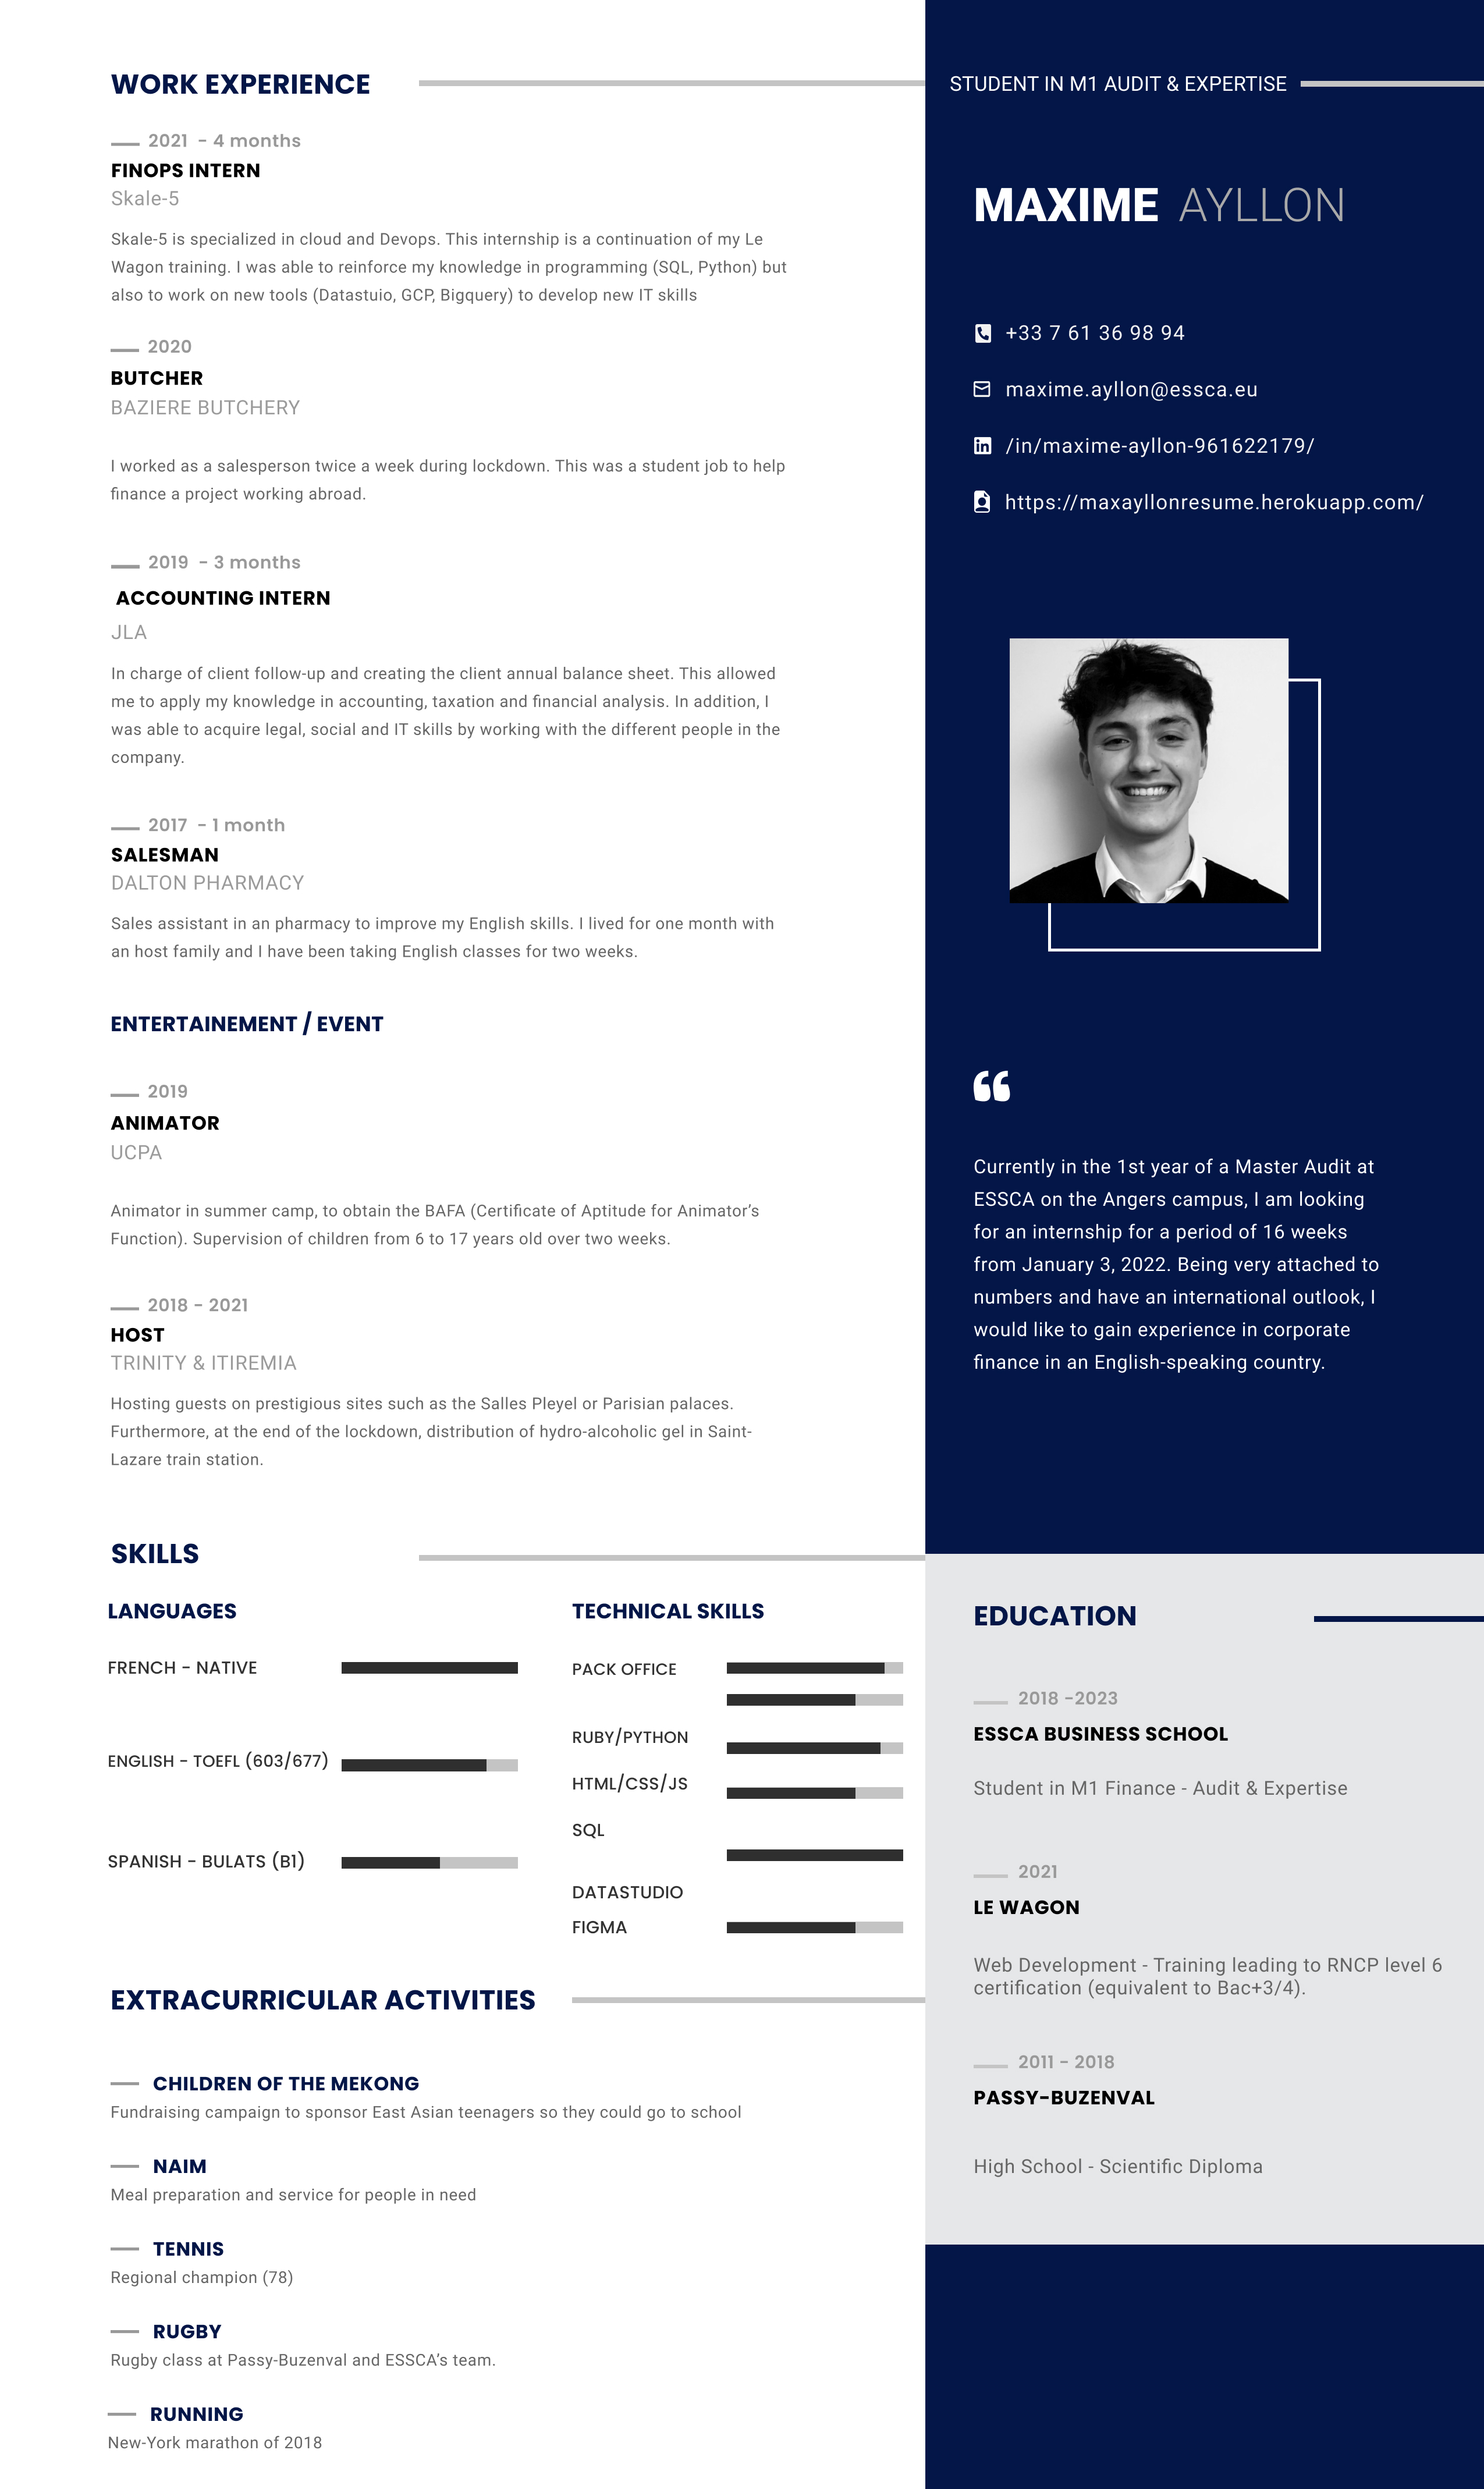 WORK EXPERIENCE
2021 - 4 months
FINOPS INTERN
Skale-5
Skale-5 is specialized in cloud and Devops. This internship is a continuation of my Le
Wagon training. I was able to reinforce my knowledge in programming (SQL, Python) but
also to work on new tools (Datastuio, GCP, Bigquery) to develop new IT skills
2020
BUTCHER
BAZIERE BUTCHERY
I worked as a salesperson twice a week during lockdown. This was a student job to help
finance a project working abroad.
2019 - 3 months
ACCOUNTING INTERN
JLA
In charge of client follow-up and creating the client annual balance sheet. This allowed
me to apply my knowledge in accounting, taxation and financial analysis. In addition, I
was able to acquire legal, social and IT skills by working with the different people in the
company.
2017 - 1 month
SALESMAN
DALTON PHARMACY
Sales assistant in an pharmacy to improve my English skills. I lived for one month with
an host family and I have been taking English classes for two weeks.
ENTERTAINEMENT / EVENT
2019
ANIMATOR
UCPA
Animator in summer camp, to obtain the BAFA (Certificate of Aptitude for Animator’s
Function). Supervision of children from 6 to 17 years old over two weeks.
2018 - 2021
HOST
TRINITY & ITIREMIA
Hosting guests on prestigious sites such as the Salles Pleyel or Parisian palaces.
Furthermore, at the end of the lockdown, distribution of hydro-alcoholic gel in Saint-
Lazare train station.
SKILLS
LANGUAGES
FRENCH - NATIVE
ENGLISH - TOEFL (603/677)
SPANISH - BULATS (B1)
TECHNICAL SKILLS
PACK OFFICE
RUBY/PYTHON
HTML/CSS/JS
SQL
DATASTUDIO
FIGMA
EXTRACURRICULAR ACTIVITIES
CHILDREN OF THE MEKONG
Fundraising campaign to sponsor East Asian teenagers so they could go to school
NAIM
Meal preparation and service for people in need
TENNIS
Regional champion (78)
RUGBY
Rugby class at Passy-Buzenval and ESSCA’s team.
RUNNING
New-York marathon of 2018
STUDENT IN M1 AUDIT & EXPERTISE
MAXIME AYLLON
+33 7 61 36 98 94
maxime.ayllon@essca.eu
/in/maxime-ayllon-961622179/
https://maxayllonresume.herokuapp.com/
“
Currently in the 1st year of a Master Audit at
ESSCA on the Angers campus, I am looking
for an internship for a period of 16 weeks
from January 3, 2022. Being very attached to
numbers and have an international outlook, I
would like to gain experience in corporate
finance in an English-speaking country.
EDUCATION
2018 -2023
ESSCA BUSINESS SCHOOL
Student in M1 Finance - Audit & Expertise
2021
LE WAGON
Web Development - Training leading to RNCP level 6
certification (equivalent to Bac+3/4).
2011 - 2018
PASSY-BUZENVAL
High School - Scientific Diploma